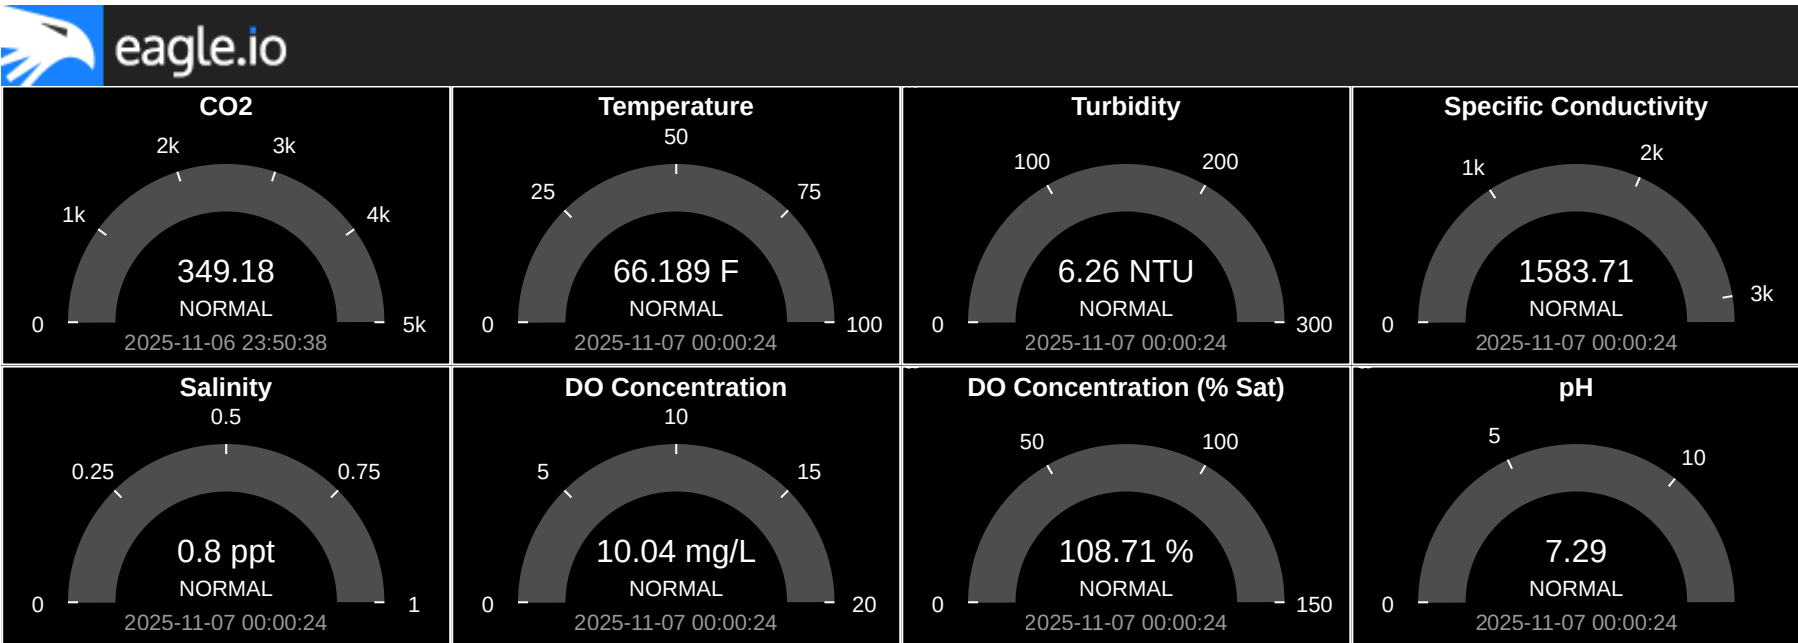 eagle.io
CO2
2k 3k
1k 4k
349.18
NORMAL
0 5k
2025-11-06 23:50:38
Temperature
50
25 75
66.189 F
NORMAL
0 100
2025-11-07 00:00:24
Turbidity
100 200
6.26 NTU
NORMAL
0 300
2025-11-07 00:00:24
Specific Conductivity
2k
1k
1583.71
3k
NORMAL
0
2025-11-07 00:00:24
Salinity
0.5
0.25 0.75
0.8 ppt
NORMAL
0 1
2025-11-07 00:00:24
DO Concentration
10
5 15
10.04 mg/L
NORMAL
0 20
2025-11-07 00:00:24
DO Concentration (% Sat)
50 100
108.71 %
NORMAL
0 150
2025-11-07 00:00:24
pH
5
10
7.29
NORMAL
0
2025-11-07 00:00:24